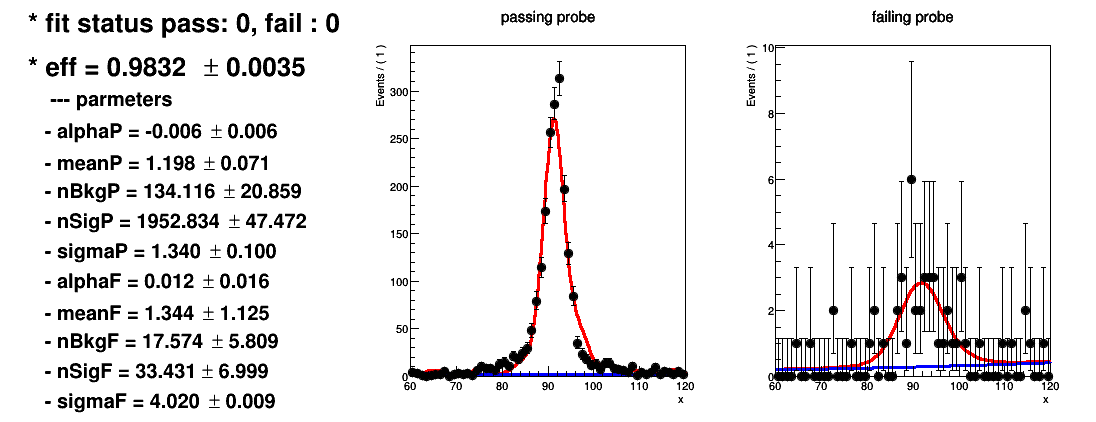 * fit status pass: 0, fail : 0
* eff = 0.9832 ± 0.0035
--- parmeters
- alphaP = -0.006 ± 0.006
- meanP = 1.198 ± 0.071
- nBkgP = 134.116 ± 20.859
- nSigP = 1952.834 ± 47.472
- sigmaP = 1.340 ± 0.100
- alphaF = 0.012 ± 0.016
- meanF = 1.344 ± 1.125
- nBkgF = 17.574 ± 5.809
- nSigF = 33.431 ± 6.999
- sigmaF = 4.020 ± 0.009
passing probe
Events / ( 1 )
300
250
200
150
100
50
0
60 70 80 90 100 110 120
x
failing probe
Events / ( 1 )
10
8
6
4
2
0
60 70 80 90 100 110 120
x